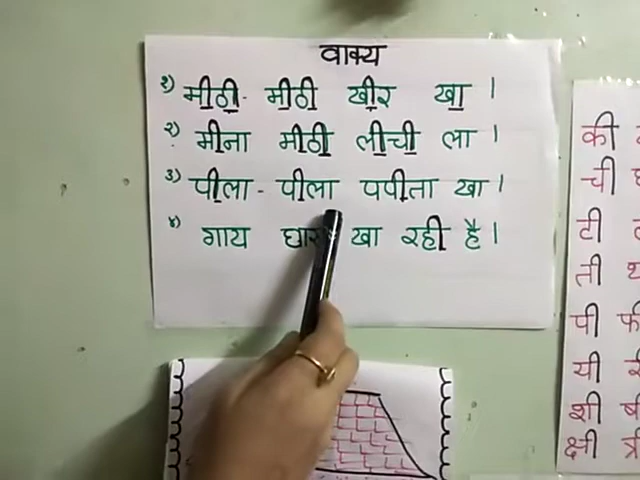 वाक्य
१) मीठी - मीठी खीर खा ।
२) मीना मीठी लीची ला ।
३) पीला - पीला पपीता खा ।
४) गाय खा रही है ।
की
ची
टी
ती
पी
यी
शी
क्षी